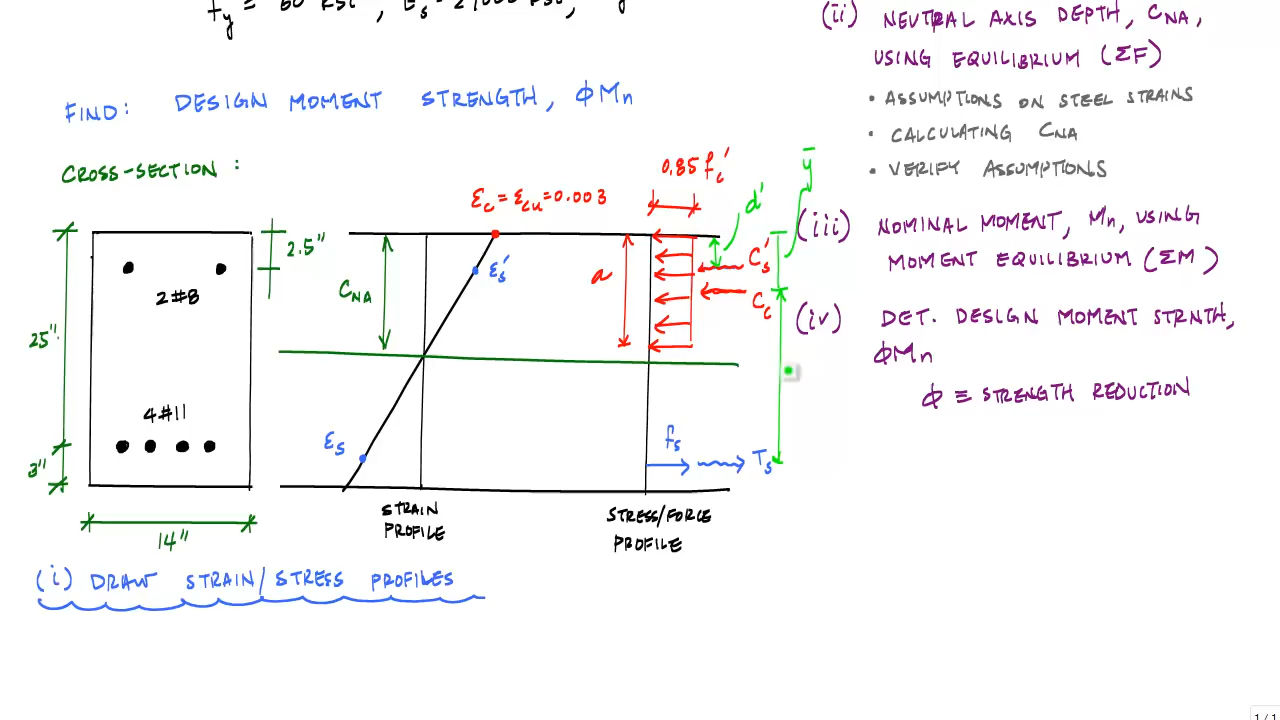 FIND: DESIGN MOMENT STRENGTH, ϕMn
CROSS-SECTION :
2.5"
2#8
25"
4#11
3"
14"
εc = εcu = 0.003
εs'
CNA
εs
STRAIN
PROFILE
0.85 fc'
a
d'
ȳ
Cs'
Cc
fs
Ts
STRESS/FORCE
PROFILE
(i) DRAW STRAIN/STRESS PROFILES
(ii) NEUTRAL AXIS DEPTH, CNA,
USING EQUILIBRIUM (ΣF)
• ASSUMPTIONS ON STEEL STRAINS
• CALCULATING CNA
• VERIFY ASSUMPTIONS
(iii) NOMINAL MOMENT, Mn, USING
MOMENT EQUILIBRIUM (ΣM)
(iv) DET. DESIGN MOMENT STRNTH,
ϕMn
ϕ ≡ STRENGTH REDUCTION